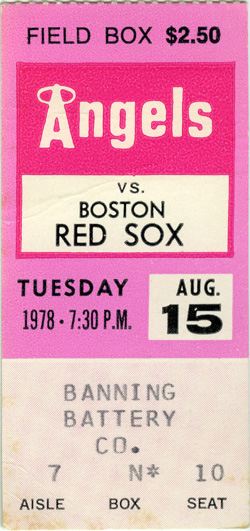 FIELD BOX $2.50
Angels
VS.
BOSTON
RED SOX
TUESDAY
1978 • 7:30 P.M.
AUG.
15
BANNING
BATTERY
CO.
7 N* 10
AISLE BOX SEAT